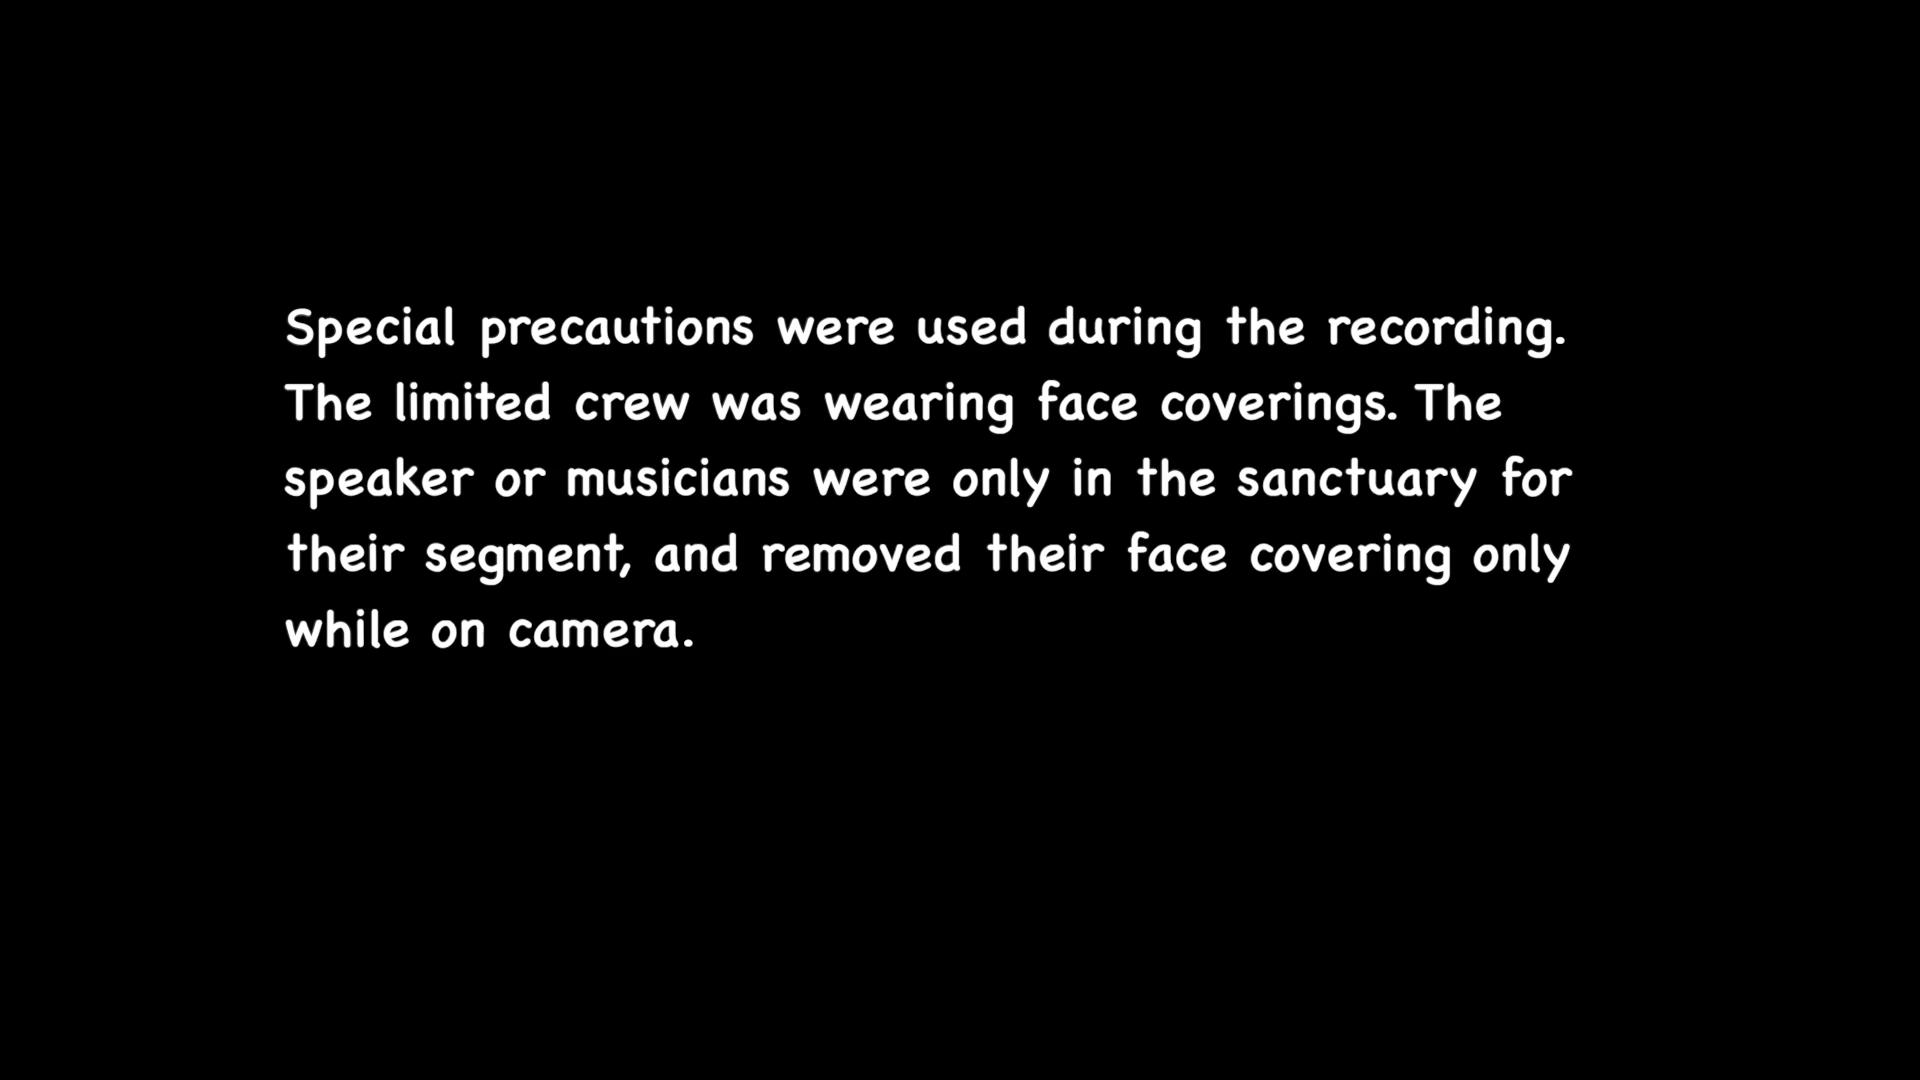 Special precautions were used during the recording.
The limited crew was wearing face coverings. The
speaker or musicians were only in the sanctuary for
their segment, and removed their face covering only
while on camera.